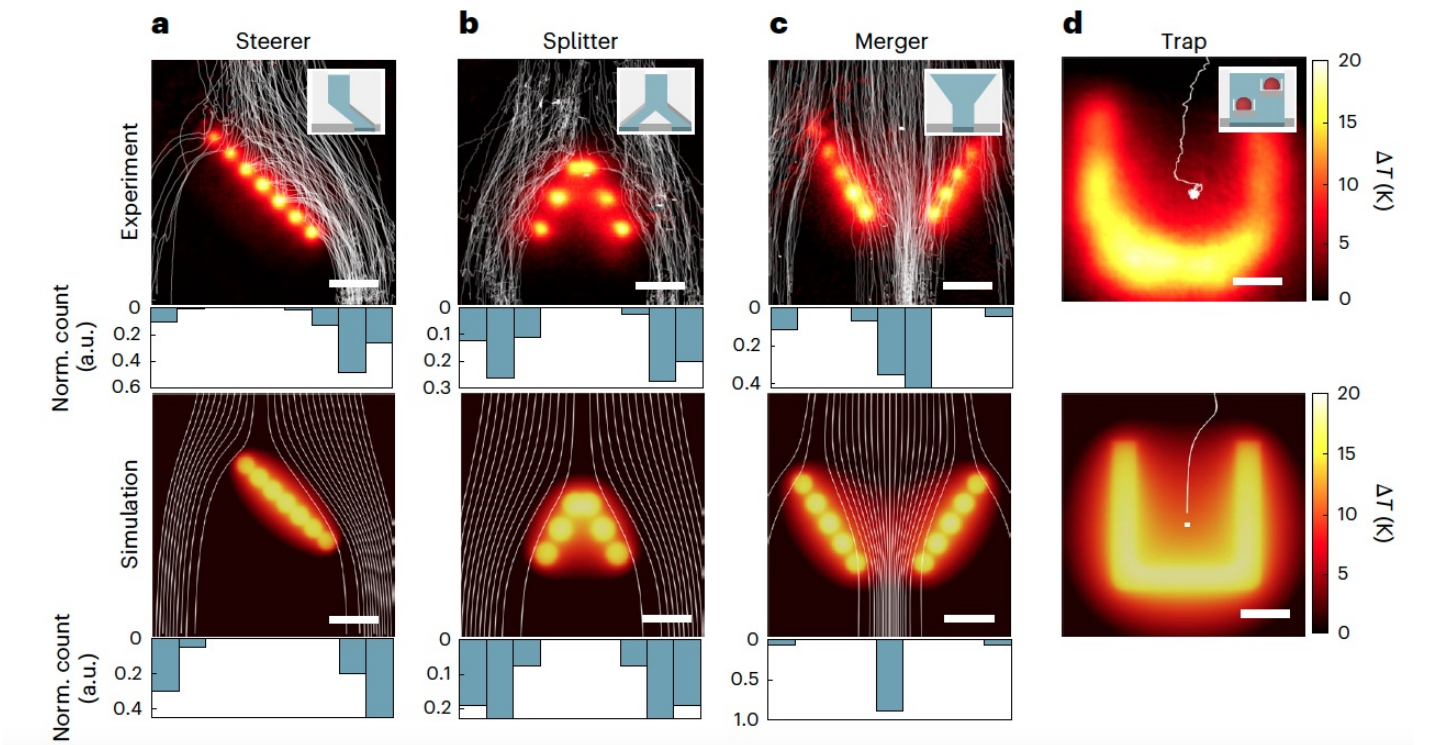 a
Steerer
b
Splitter
c
Merger
d
Trap
Experiment
20
15
10
5
0
ΔT (K)
Norm. count
(a.u.)
0
0.2
0.4
0.6
0
0.1
0.2
0.3
0
0.2
0.4
Simulation
20
15
10
5
0
ΔT (K)
Norm. count
(a.u.)
0
0.2
0.4
0
0.1
0.2
0
0.5
1.0